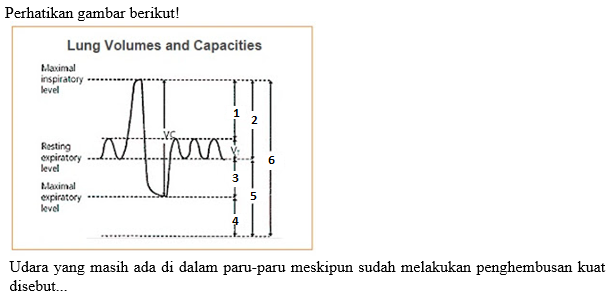 Perhatikan gambar berikut!
Lung Volumes and Capacities
Maximal
inspiratory
level
1
2
VC
Resting
expiratory
level
V
6
3
Maximal
expiratory
level
5
4
Udara yang masih ada di dalam paru-paru meskipun sudah melakukan penghembusan kuat
disebut...